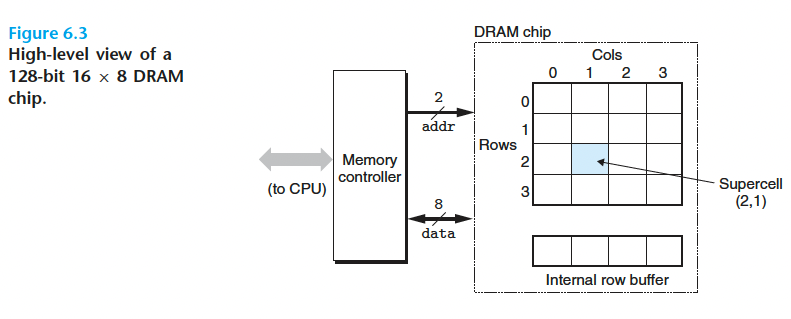 Figure 6.3
High-level view of a
128-bit 16 × 8 DRAM
chip.
DRAM chip
Cols
0 1 2 3
2
addr
0
1
Rows
2
3
Memory
controller
(to CPU)
Supercell
(2,1)
8
data
Internal row buffer